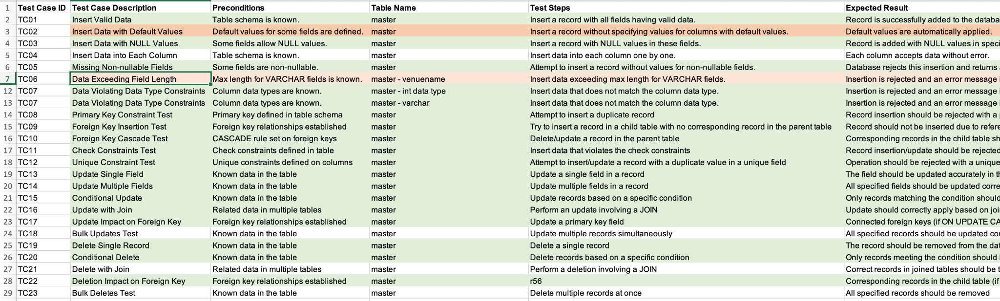 1 Test Case ID Test Case Description Preconditions Table Name Test Steps Expected Result
2 TC01 Insert Valid Data Table schema is known. master Insert a record with all fields having valid data. Record is successfully added to the databa
3 TC02 Insert Data with Default Values Default values for some fields are defined. master Insert a record without specifying values for columns with default values. Default values are automatically applied.
4 TC03 Insert Data with NULL Values Some fields allow NULL values. master Insert a record with NULL values in these fields. Record is added with NULL values in speci
5 TC04 Insert Data into Each Column Table schema is known. master Insert data into each column one by one. Each column accepts data without error.
6 TC05 Missing Non-nullable Fields Some fields are non-nullable. master Attempt to insert a record without values for non-nullable fields. Database rejects this insertion and returns
7 TC06 Data Exceeding Field Length Max length for VARCHAR fields is known. master - venuename Insert data exceeding max length for VARCHAR fields. Insertion is rejected and an error message
12 TC07 Data Violating Data Type Constraints Column data types are known. master - int data type Insert data that does not match the column data type. Insertion is rejected and an error message
13 TC07 Data Violating Data Type Constraints Column data types are known. master - varchar Insert data that does not match the column data type. Insertion is rejected and an error message
14 TC08 Primary Key Constraint Test Primary key defined in table schema master Attempt to insert a duplicate record Record insertion should be rejected with a
15 TC09 Foreign Key Insertion Test Foreign key relationships established master Try to insert a record in a child table with no corresponding record in the parent table Record should not be inserted due to refere
16 TC10 Foreign Key Cascade Test CASCADE rule set on foreign keys master Delete/update a record in the parent table Corresponding records in the child table sh
17 TC11 Check Constraints Test Check constraints defined in table master Insert data that violates the check constraints Record insertion/update should be rejected
18 TC12 Unique Constraint Test Unique constraints defined on columns master Attempt to insert/update a record with a duplicate value in a unique field Operation should be rejected with a unique
19 TC13 Update Single Field Known data in the table master Update a single field in a record The field should be updated accurately in th
20 TC14 Update Multiple Fields Known data in the table master Update multiple fields in a record All specified fields should be updated corre
21 TC15 Conditional Update Known data in the table master Update records based on a specific condition Only records matching the condition should
22 TC16 Update with Join Related data in multiple tables master Perform an update involving a JOIN Update should correctly apply based on joi
23 TC17 Update Impact on Foreign Key Foreign key relationships established master Update a primary key field Connected foreign keys (if ON UPDATE CA
24 TC18 Bulk Updates Test Known data in the table master Update multiple records simultaneously All specified records should be updated cor
25 TC19 Delete Single Record Known data in the table master Delete a single record The record should be removed from the dat
26 TC20 Conditional Delete Known data in the table master Delete records based on a specific condition Only records meeting the condition should
27 TC21 Delete with Join Related data in multiple tables master Perform a deletion involving a JOIN Correct records in joined tables should be
28 TC22 Deletion Impact on Foreign Key Foreign key relationships established master r56 Corresponding records in the child table (if
29 TC23 Bulk Deletes Test Known data in the table master Delete multiple records at once All specified records should be removed